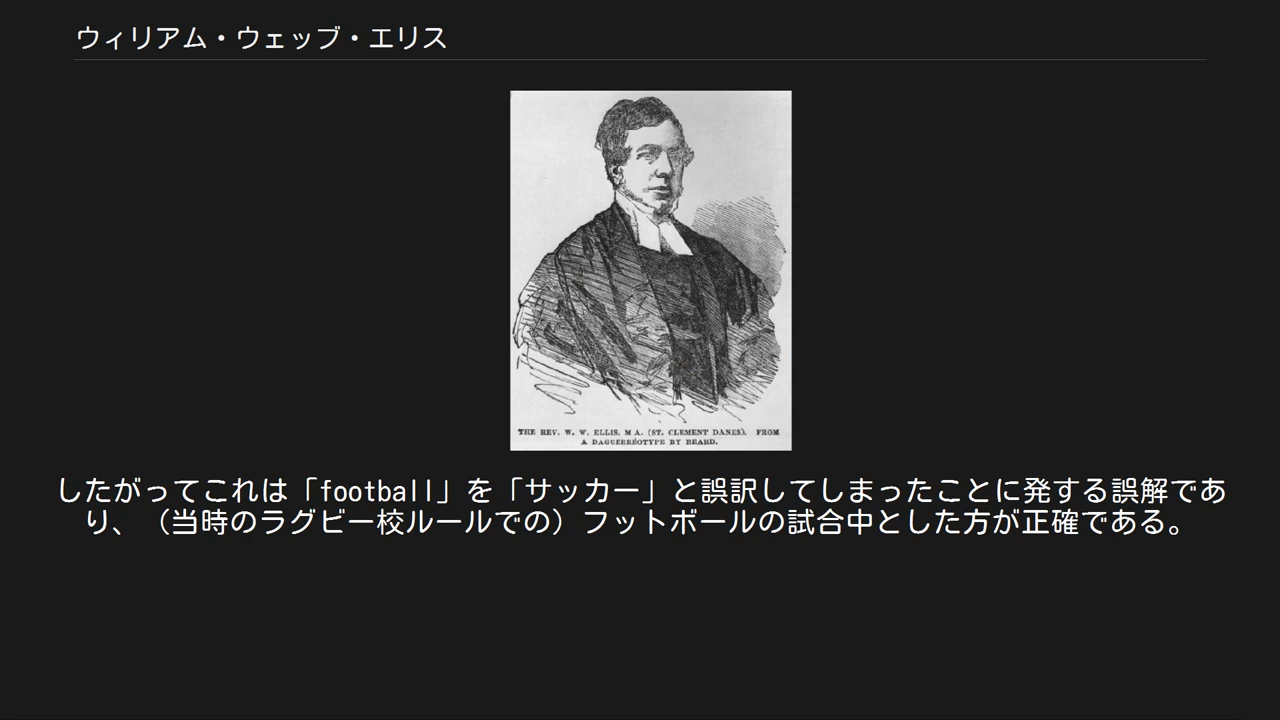 ウィリアム・ウェッブ・エリス
THE REV. W. W. ELLIS, M A. (ST. CLEMENT DANES). FROM
A DAGUERRÉOTYPE BY BEARD.
したがってこれは「football」を「サッカー」と誤訳してしまったことに発する誤解であ
り、（当時のラグビー校ルールでの）フットボールの試合中とした方が正確である。